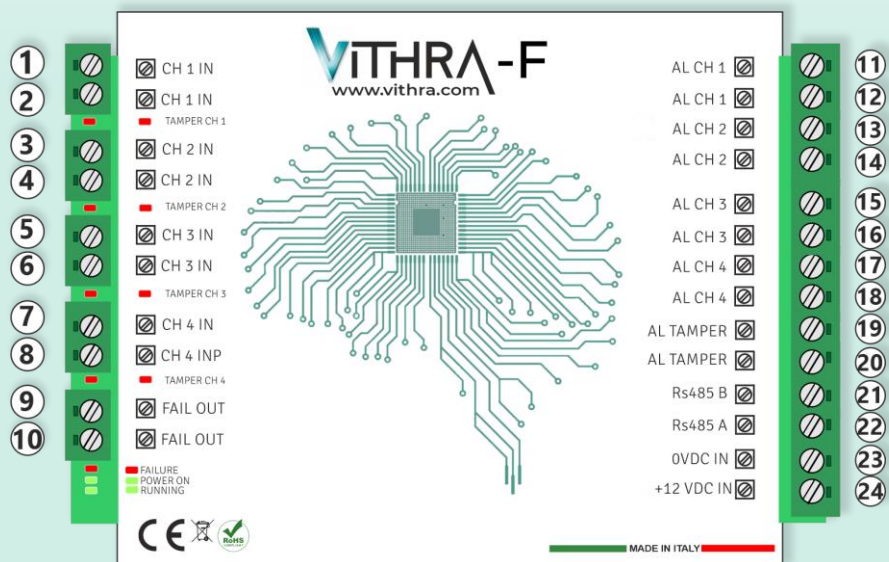 ViTHRA-F
www.vithra.com
1
2
3
4
5
6
7
8
9
10
CH 1 IN
CH 1 IN
TAMPER CH 1
CH 2 IN
CH 2 IN
TAMPER CH 2
CH 3 IN
CH 3 IN
TAMPER CH 3
CH 4 IN
CH 4 INP
TAMPER CH 4
FAIL OUT
FAIL OUT
FAILURE
POWER ON
RUNNING
CE
RoHS
AL CH 1
AL CH 1
AL CH 2
AL CH 2
AL CH 3
AL CH 3
AL CH 4
AL CH 4
AL TAMPER
AL TAMPER
Rs485 B
Rs485 A
0VDC IN
+12 VDC IN
11
12
13
14
15
16
17
18
19
20
21
22
23
24
MADE IN ITALY